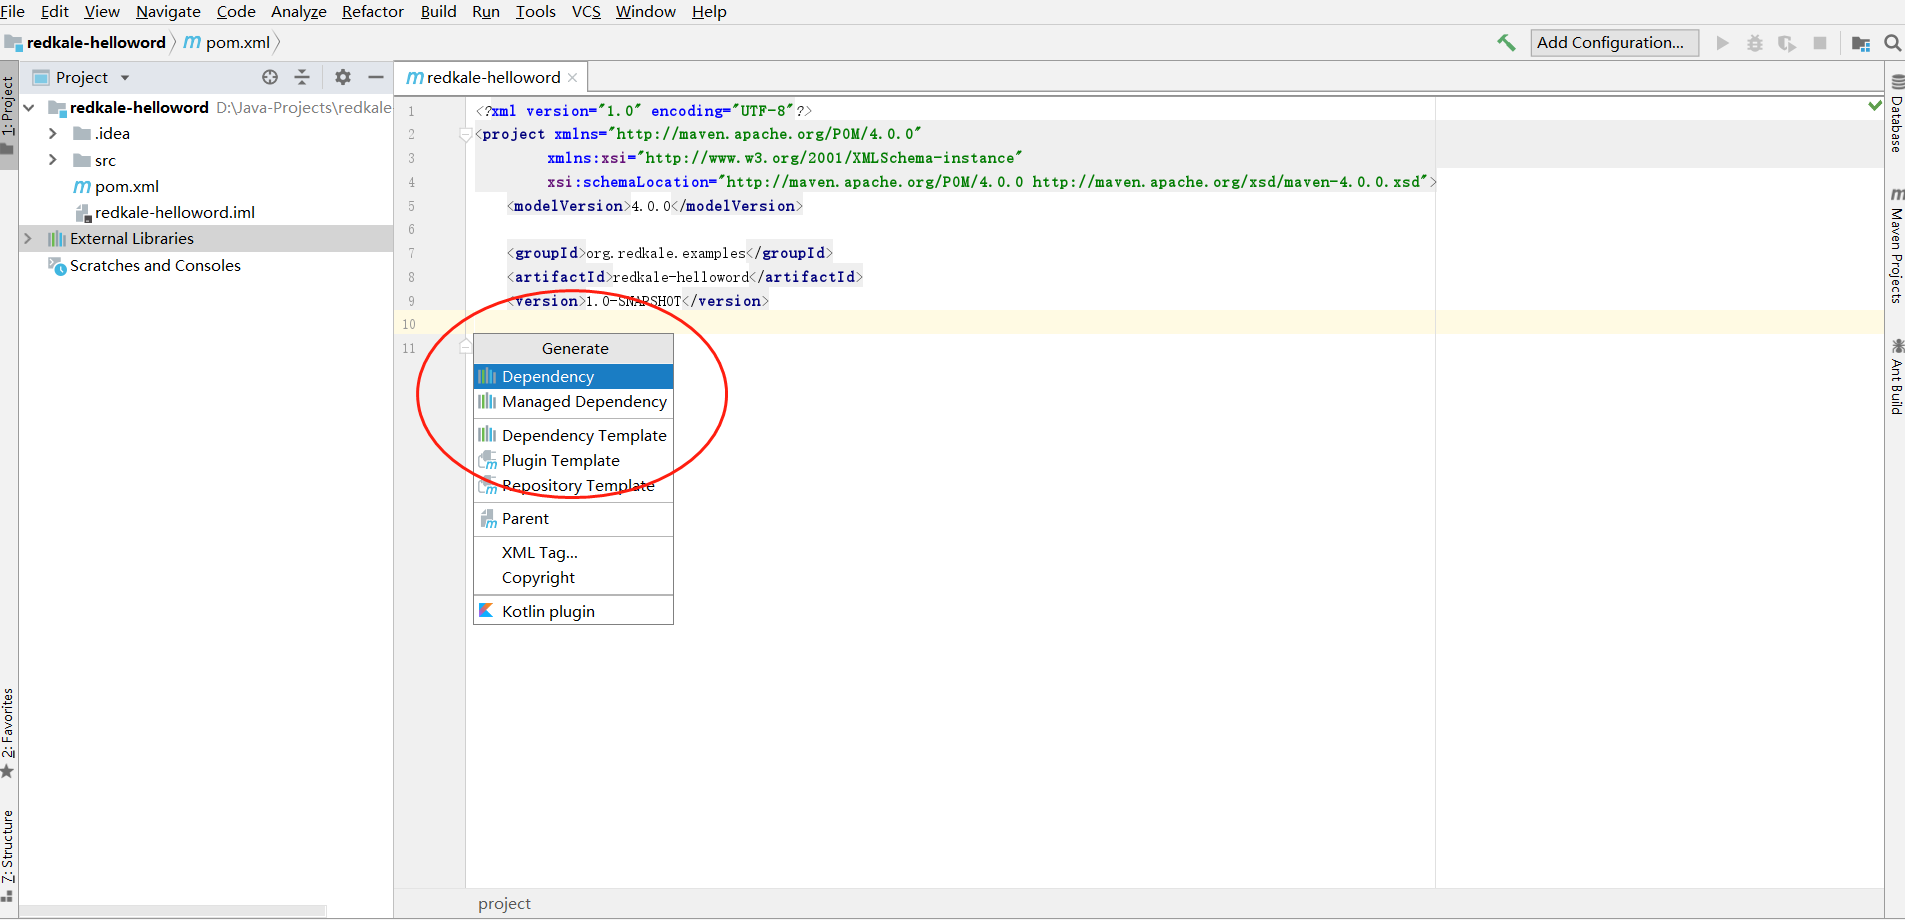 File Edit View Navigate Code Analyze Refactor Build Run Tools VCS Window Help
redkale-helloword m pom.xml
Add Configuration...
Project
redkale-helloword
1: Project
redkale-helloword D:\Java-Projects\redkale
.idea
src
pom.xml
redkale-helloword.iml
External Libraries
Scratches and Consoles
2: Favorites
7: Structure
1 <?xml version="1.0" encoding="UTF-8"?>
2 <project xmlns="http://maven.apache.org/POM/4.0.0"
3 xmlns:xsi="http://www.w3.org/2001/XMLSchema-instance"
4 xsi:schemaLocation="http://maven.apache.org/POM/4.0.0 http://maven.apache.org/xsd/maven-4.0.0.xsd">
5 <modelVersion>4.0.0</modelVersion>
6
7 <groupId>org.redkale.examples</groupId>
8 <artifactId>redkale-helloword</artifactId>
9 <version>1.0-SNAPSHOT</version>
10
11
Generate
Dependency
Managed Dependency
Dependency Template
Plugin Template
Repository Template
Parent
XML Tag...
Copyright
Kotlin plugin
project
Database
Maven Projects
Ant Build